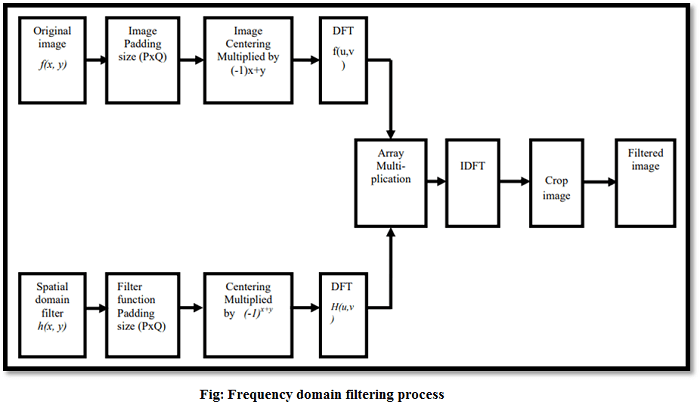 Original
image
f(x, y)
Image
Padding
size (PxQ)
Image
Centering
Multiplied by
(-1)x+y
DFT
f(u,v
)
Array
Multi-
plication
IDFT
Crop
image
Filtered
image
Spatial
domain
filter
h(x, y)
Filter
function
Padding
size (PxQ)
Centering
Multiplied
by (-1)^{x+y}
DFT
H(u,v
)
Fig: Frequency domain filtering process